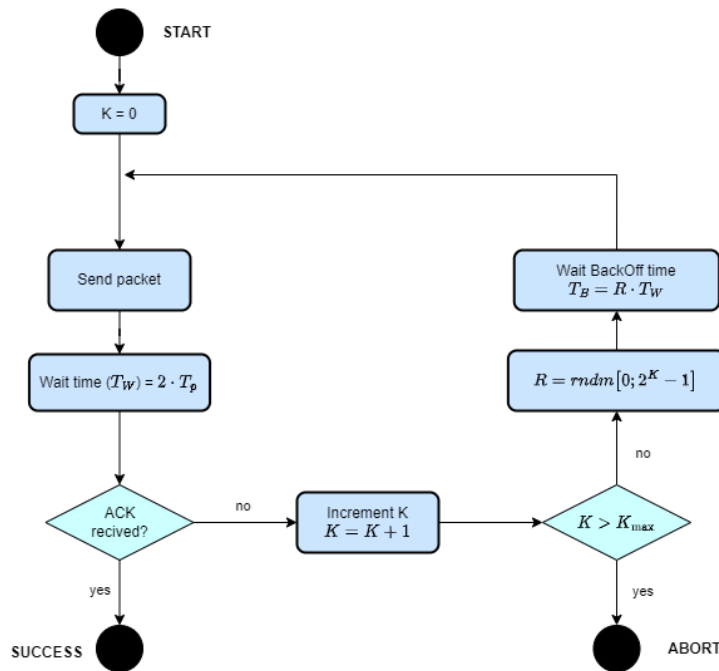 START
K = 0
Send packet
Wait time (T_W) = 2 · T_p
ACK
recived?
no
yes
SUCCESS
Increment K
K = K + 1
K > K_max
no
yes
ABORT
R = rndm[0; 2^K − 1]
Wait BackOff time
T_B = R · T_W